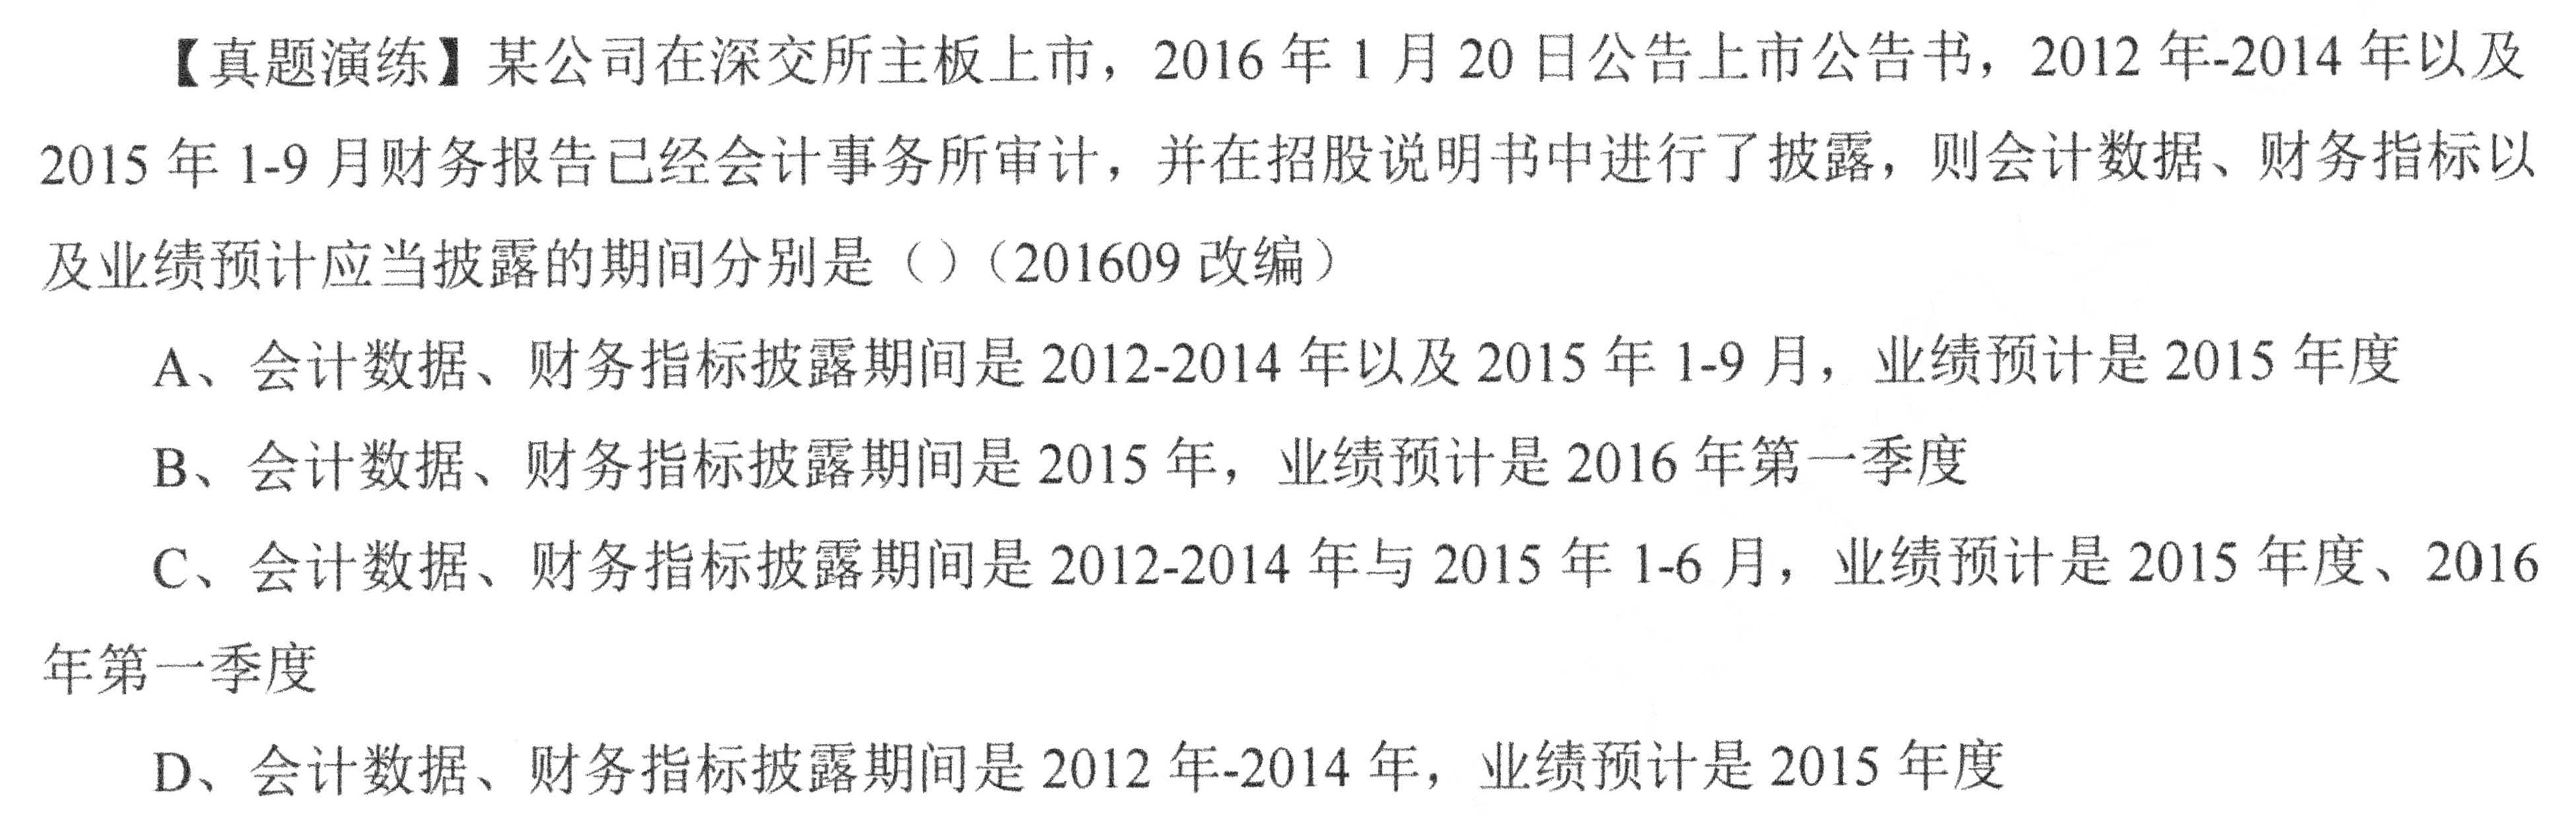 【真题演练】某公司在深交所主板上市，2016 年 1 月 20 日公告上市公告书，2012 年-2014 年以及
2015 年 1-9 月财务报告已经会计事务所审计，并在招股说明书中进行了披露，则会计数据、财务指标以
及业绩预计应当披露的期间分别是（）（201609 改编）
A、会计数据、财务指标披露期间是 2012-2014 年以及 2015 年 1-9 月，业绩预计是 2015 年度
B、会计数据、财务指标披露期间是 2015 年，业绩预计是 2016 年第一季度
C、会计数据、财务指标披露期间是 2012-2014 年与 2015 年 1-6 月，业绩预计是 2015 年度、2016
年第一季度
D、会计数据、财务指标披露期间是 2012 年-2014 年，业绩预计是 2015 年度